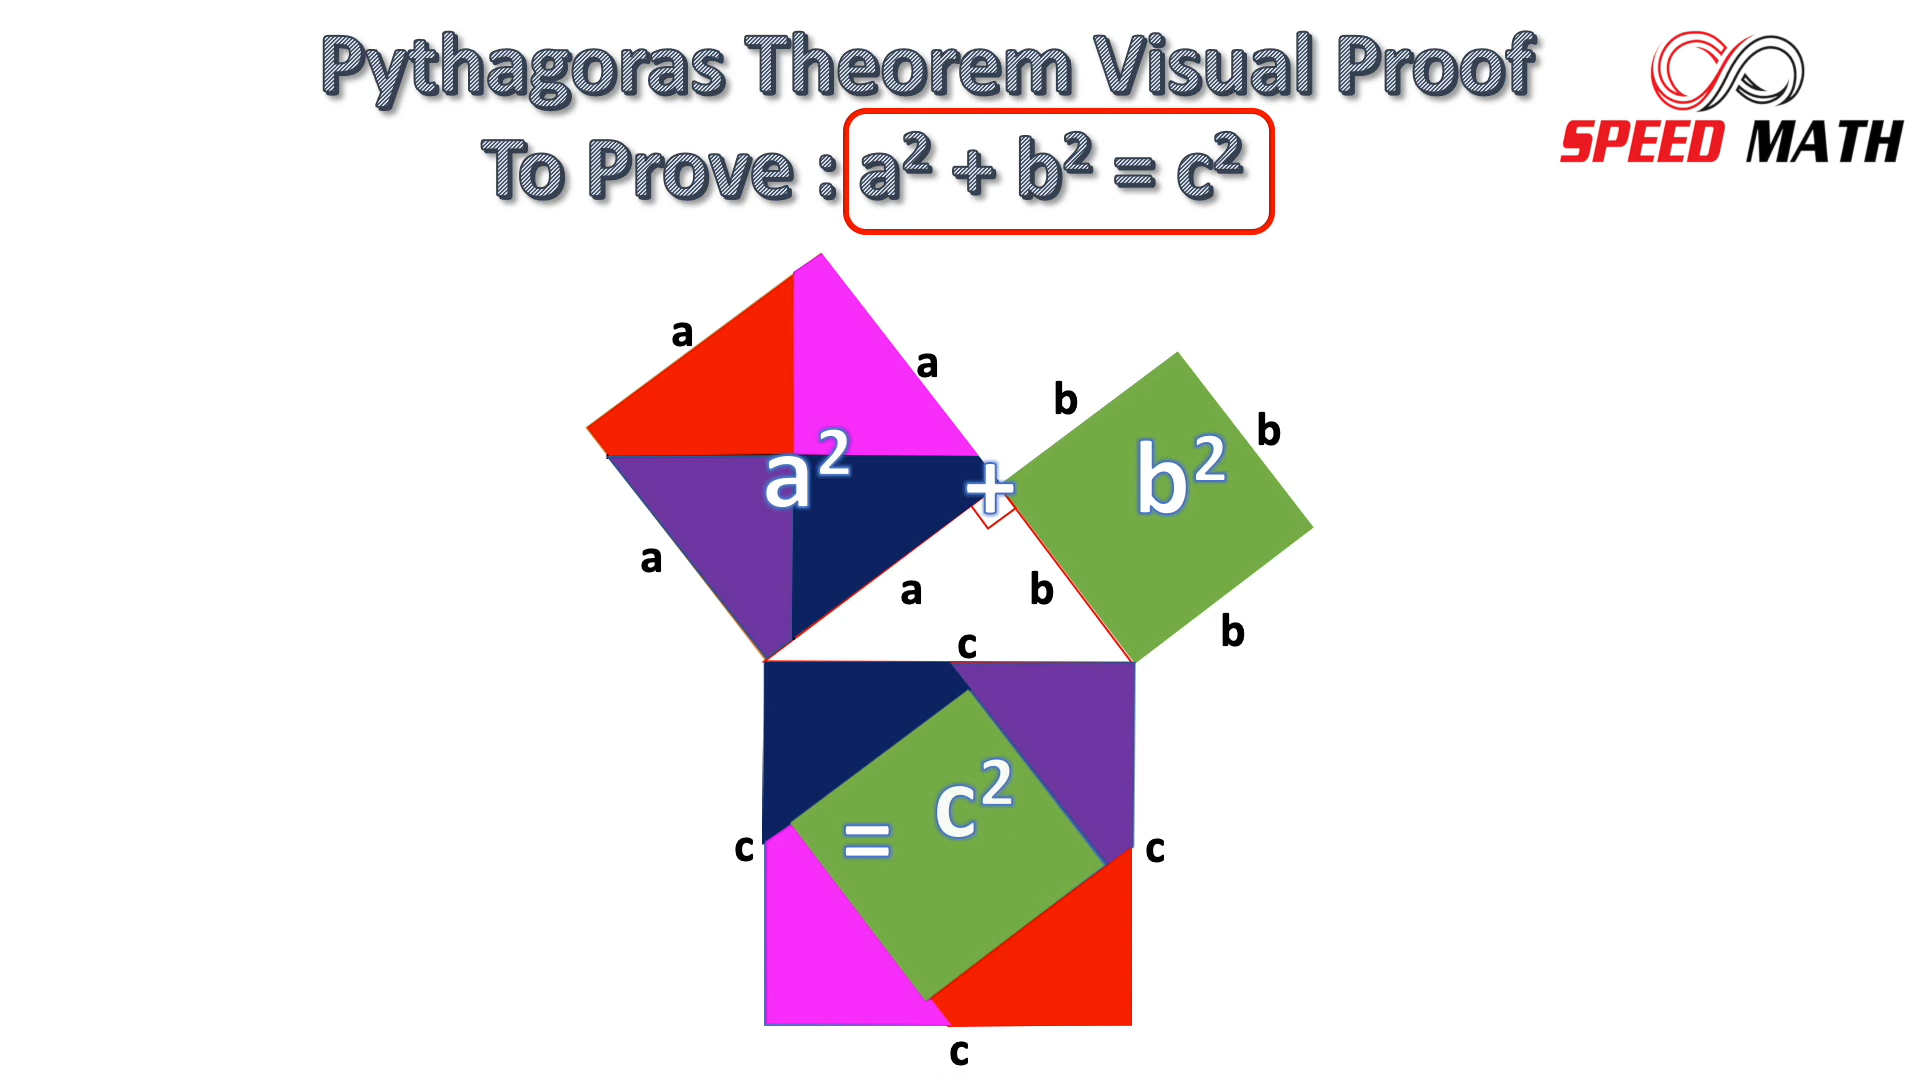 Pythagoras Theorem Visual Proof
To Prove : a² + b² = c²
SPEED MATH
a
a
b
b
a² + b²
a
a
b
b
c
= c²
c
c
c